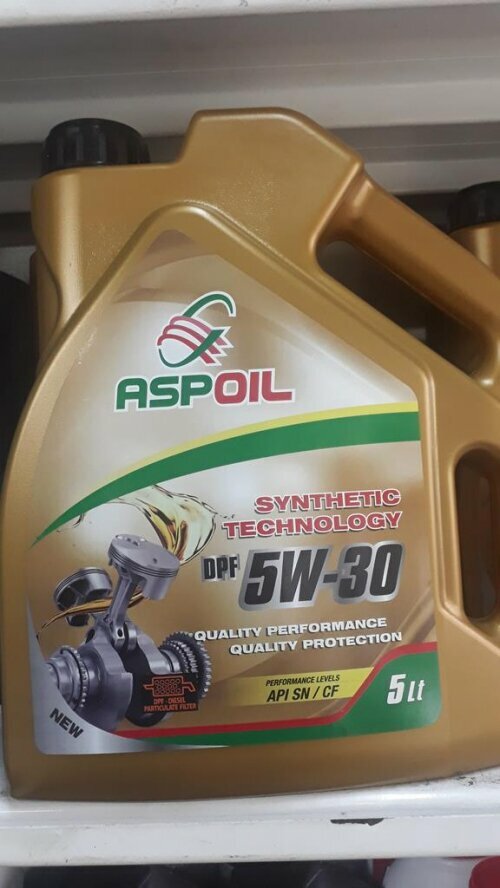 ASPOIL
SYNTHETIC
TECHNOLOGY
DPF 5W-30
QUALITY PERFORMANCE
QUALITY PROTECTION
PERFORMANCE LEVELS
API SN / CF
5 Lt
DPF - DIESEL
PARTICULATE FILTER
NEW